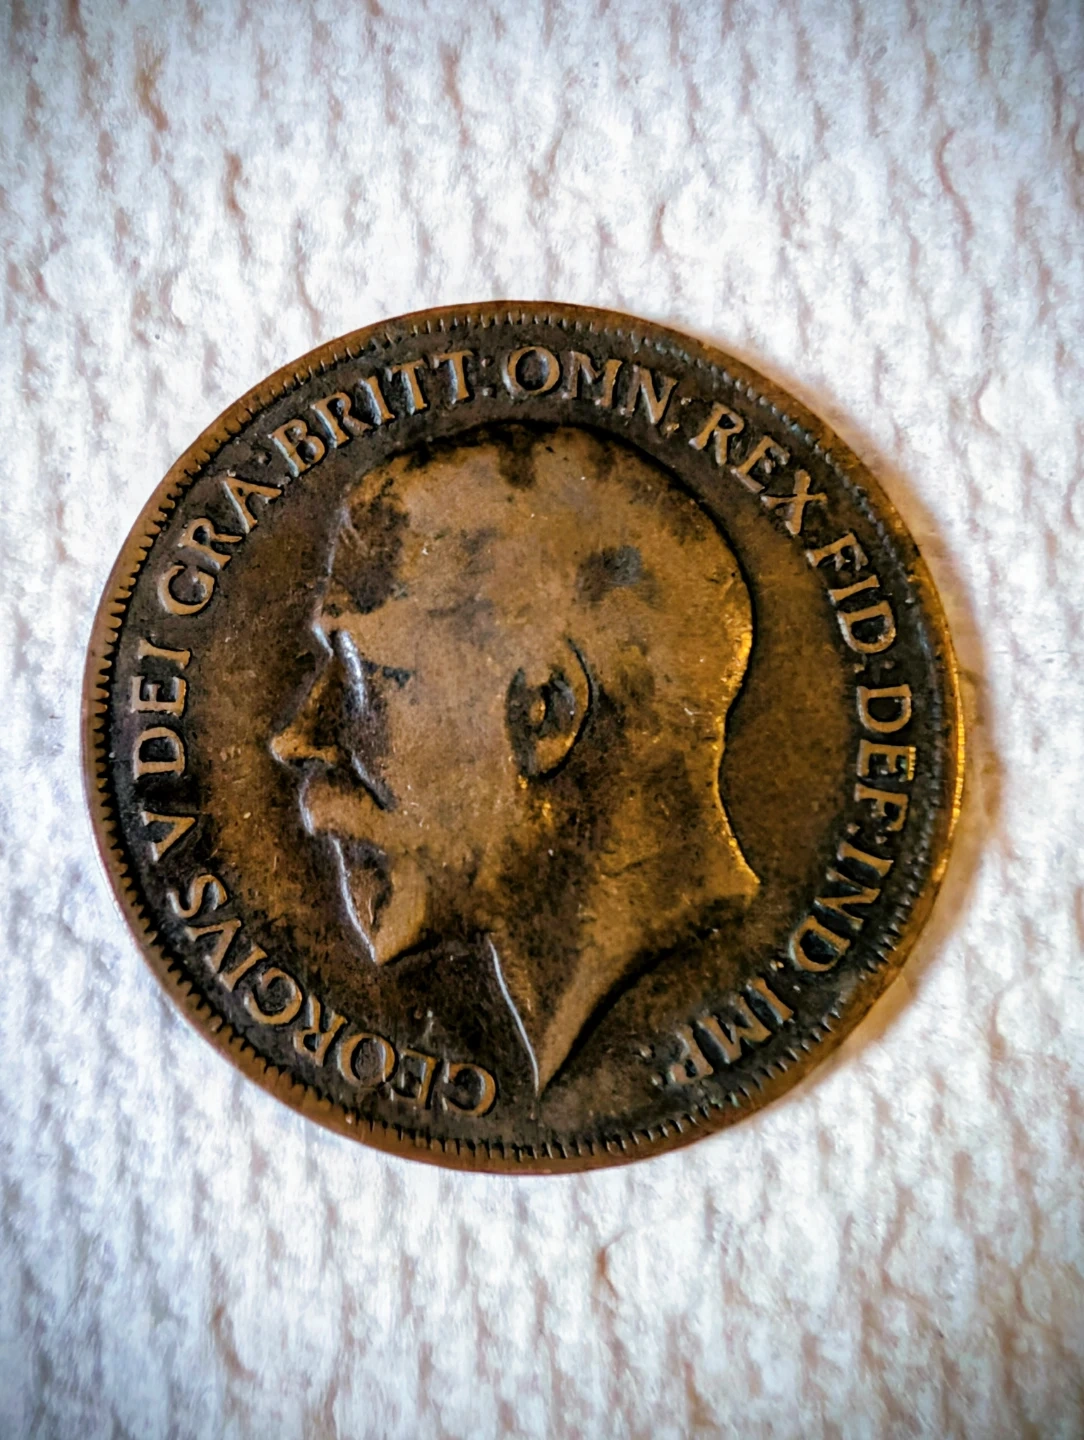 GEORGIVS V DEI GRA: BRITT: OMN: REX FID: DEF: IND: IMP: